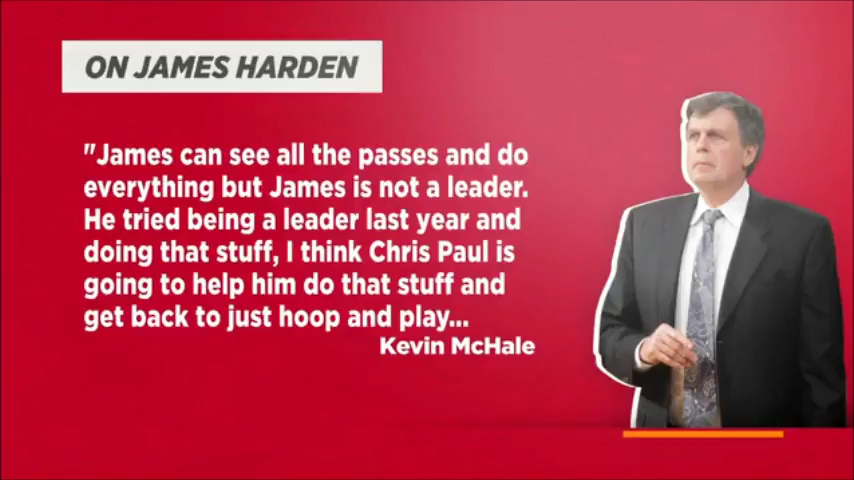 ON JAMES HARDEN
"James can see all the passes and do
everything but James is not a leader.
He tried being a leader last year and
doing that stuff, I think Chris Paul is
going to help him do that stuff and
get back to just hoop and play...
Kevin McHale